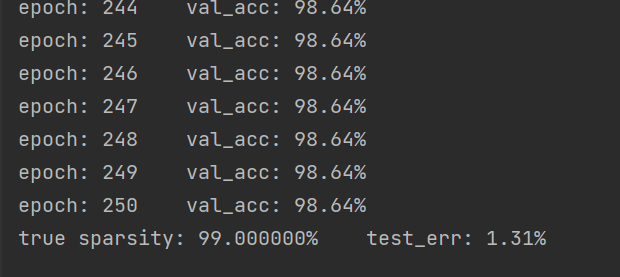 epoch: 244    val_acc: 98.64%
epoch: 245    val_acc: 98.64%
epoch: 246    val_acc: 98.64%
epoch: 247    val_acc: 98.64%
epoch: 248    val_acc: 98.64%
epoch: 249    val_acc: 98.64%
epoch: 250    val_acc: 98.64%
true sparsity: 99.000000%    test_err: 1.31%